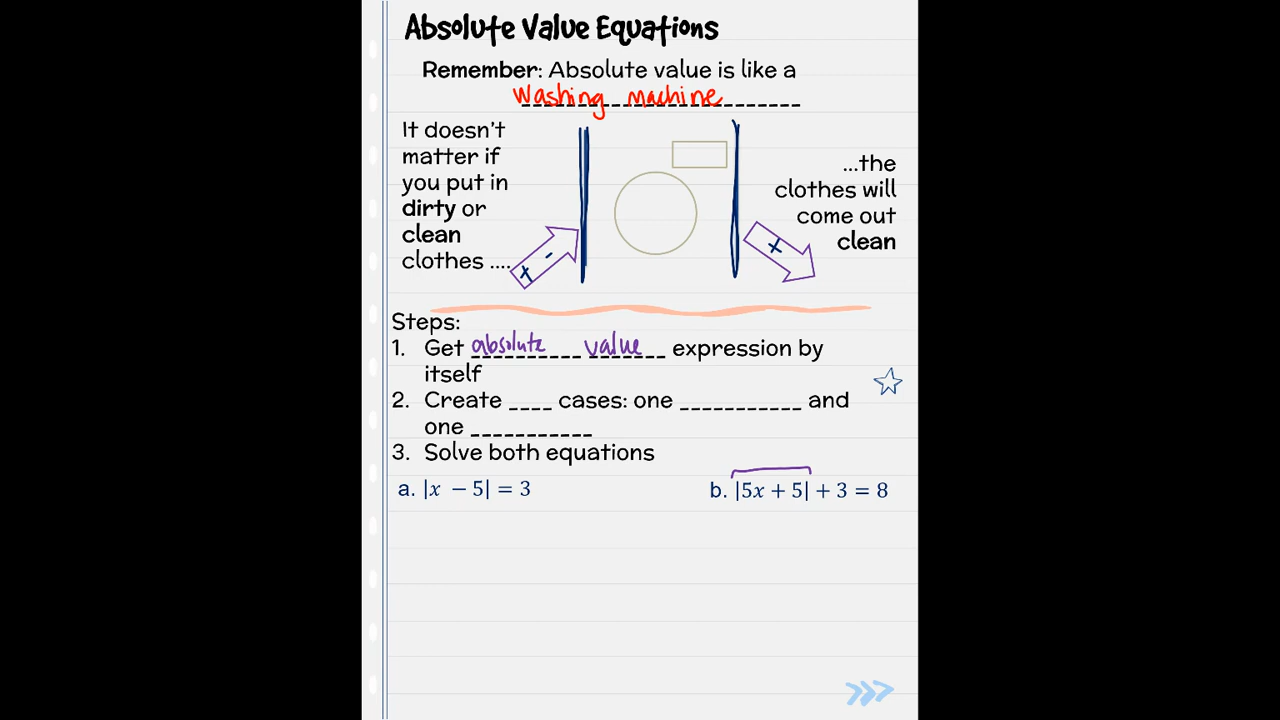 Absolute Value Equations
Remember: Absolute value is like a
Washing machine
It doesn't
matter if
you put in
dirty or
clean
clothes ....
+ -
+
...the
clothes will
come out
clean
Steps:
1. Get absolute value expression by
itself
2. Create ____ cases: one ___________ and
one ___________
3. Solve both equations
a. |x − 5| = 3
b. |5x + 5| + 3 = 8